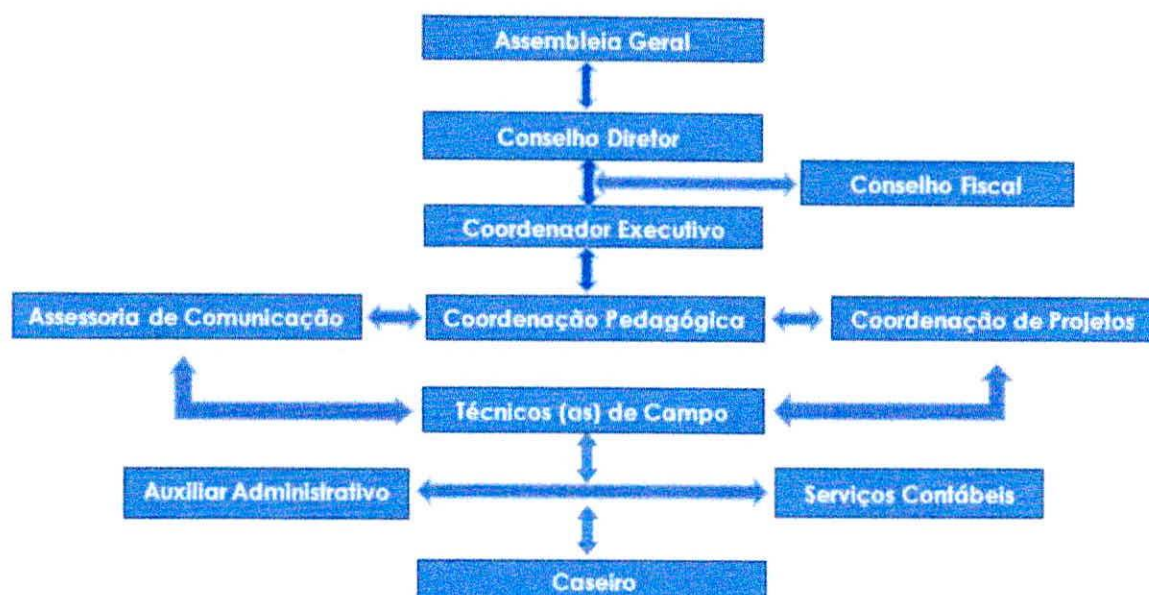 Assembleia Geral
Conselho Diretor
Conselho Fiscal
Coordenador Executivo
Assessoria de Comunicação
Coordenação Pedagógica
Coordenação de Projetos
Técnicos (as) de Campo
Auxiliar Administrativo
Serviços Contábeis
Caseiro